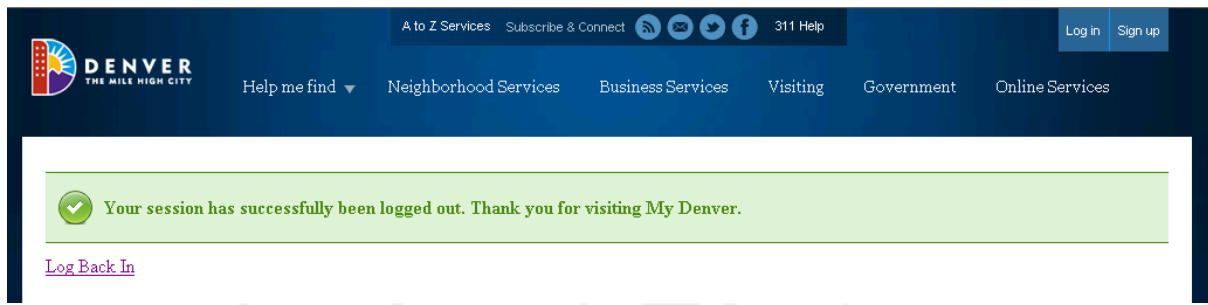 A to Z Services Subscribe & Connect 311 Help Log in Sign up
DENVER
THE MILE HIGH CITY
Help me find Neighborhood Services Business Services Visiting Government Online Services
Your session has successfully been logged out. Thank you for visiting My Denver.
Log Back In